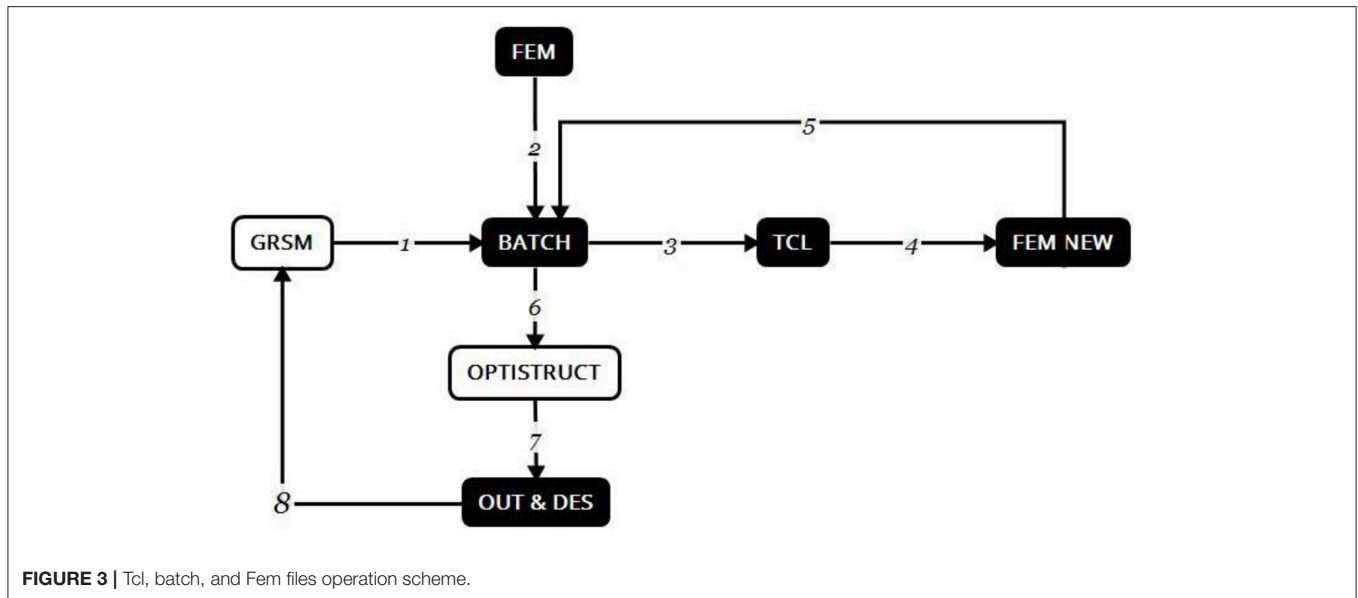 FEM
5
2
GRSM
1
BATCH
3
TCL
4
FEM NEW
6
OPTISTRUCT
7
8
OUT & DES
FIGURE 3 | Tcl, batch, and Fem files operation scheme.